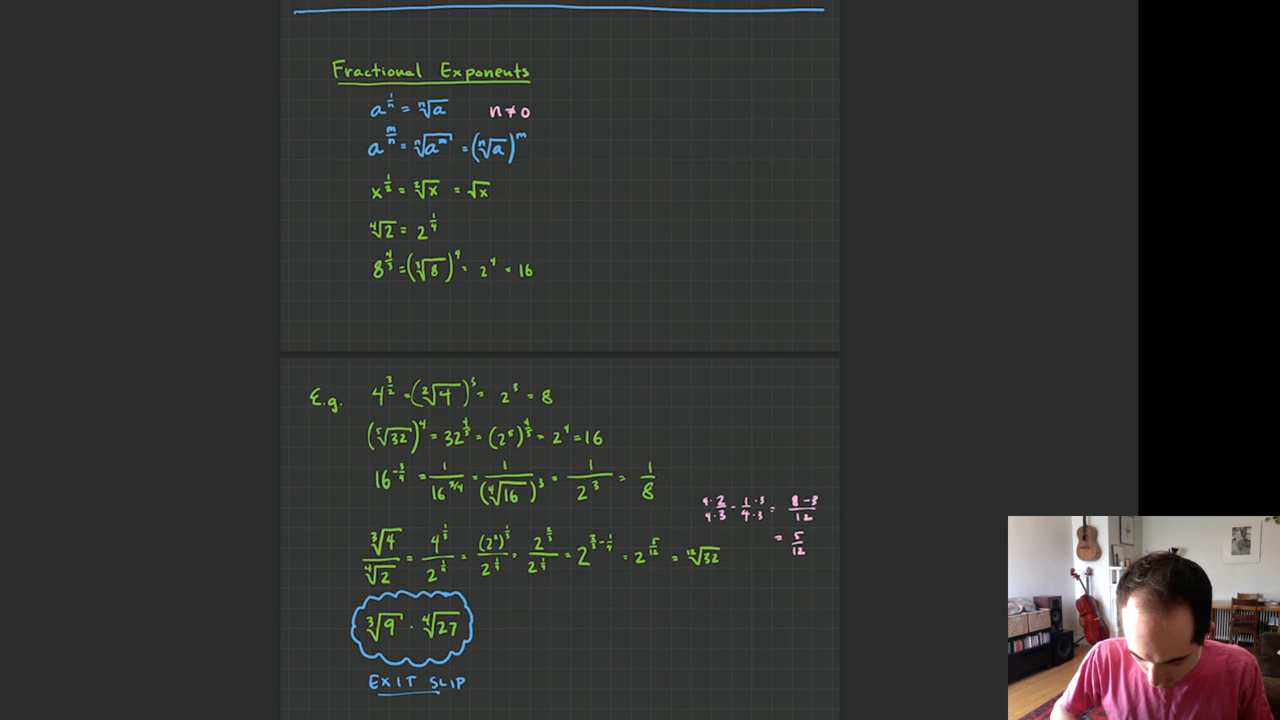 Fractional Exponents
a^(1/n) = ⁿ√a   n ≠ 0
a^(m/n) = ⁿ√(a^m) = (ⁿ√a)^m
x^(1/2) = ²√x = √x
⁴√2 = 2^(1/4)
8^(4/3) = (³√8)^4 = 2^4 = 16
E.g. 4^(3/2) = (²√4)^3 = 2^3 = 8
(⁵√32)^4 = 32^(4/5) = (2^5)^(4/5) = 2^4 = 16
16^(-3/4) = 1/16^(3/4) = 1/(⁴√16)^3 = 1/2^3 = 1/8
4·2/4·3 - 1·3/4·3 = 8-3/12
= 5/12
³√4/⁴√2 = 4^(1/3)/2^(1/4) = (2^2)^(1/3)/2^(1/4) = 2^(2/3)/2^(1/4) = 2^(2/3 - 1/4) = 2^(5/12) = ¹²√32
³√9 · ⁴√27
EXIT SLIP